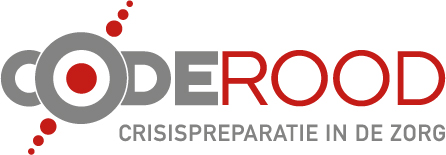 CODEROOD
CRISISPREPARATIE IN DE ZORG